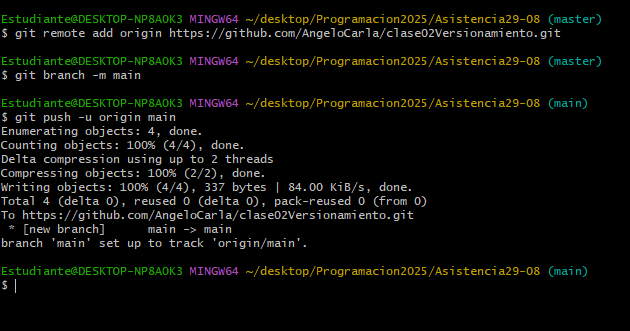 Estudiante@DESKTOP-NP8AOK3 MINGW64 ~/desktop/Programacion2025/Asistencia29-08 (master)
$ git remote add origin https://github.com/AngeloCarla/clase02Versionamiento.git
Estudiante@DESKTOP-NP8AOK3 MINGW64 ~/desktop/Programacion2025/Asistencia29-08 (master)
$ git branch -m main
Estudiante@DESKTOP-NP8AOK3 MINGW64 ~/desktop/Programacion2025/Asistencia29-08 (main)
$ git push -u origin main
Enumerating objects: 4, done.
Counting objects: 100% (4/4), done.
Delta compression using up to 2 threads
Compressing objects: 100% (2/2), done.
Writing objects: 100% (4/4), 337 bytes | 84.00 KiB/s, done.
Total 4 (delta 0), reused 0 (delta 0), pack-reused 0 (from 0)
To https://github.com/AngeloCarla/clase02Versionamiento.git
 * [new branch]      main -> main
branch 'main' set up to track 'origin/main'.
Estudiante@DESKTOP-NP8AOK3 MINGW64 ~/desktop/Programacion2025/Asistencia29-08 (main)
$